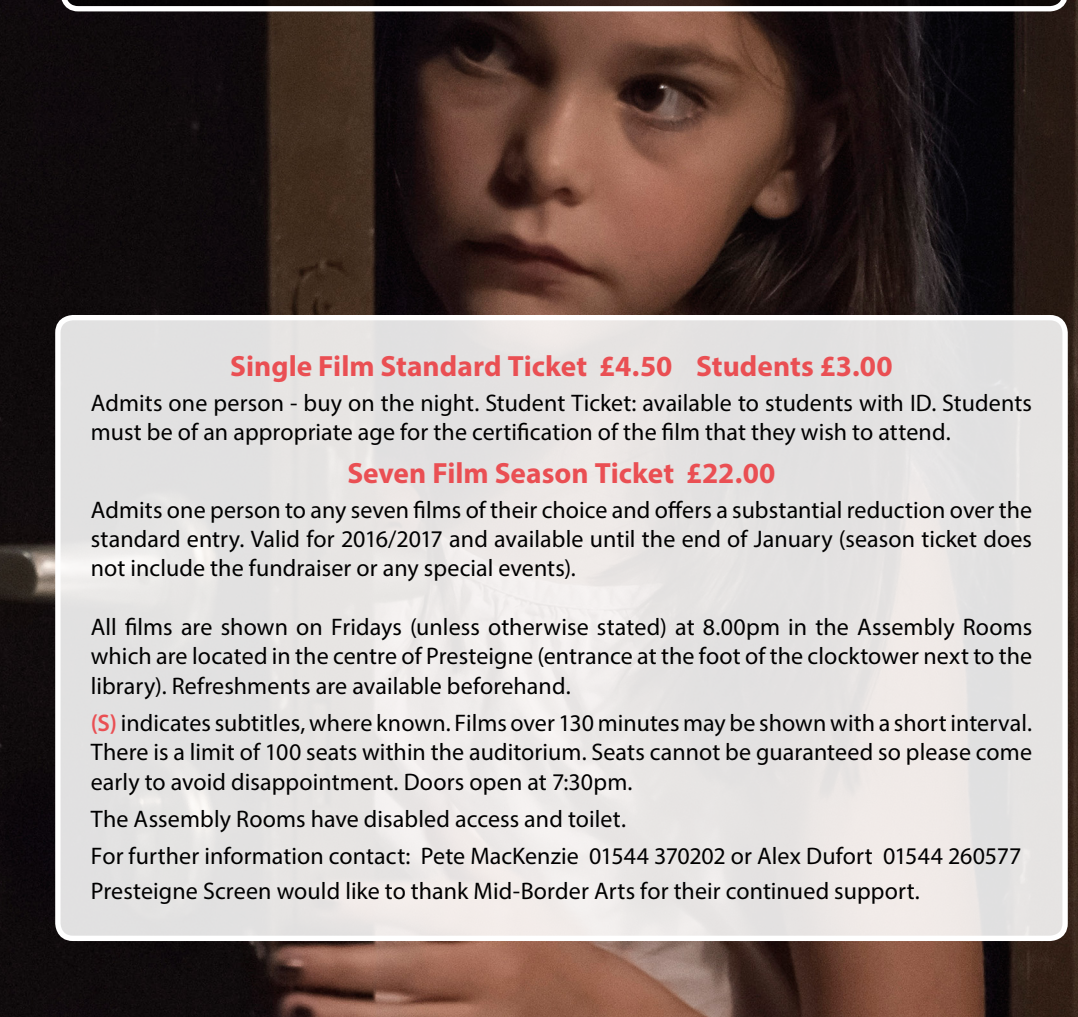 Single Film Standard Ticket £4.50 Students £3.00
Admits one person - buy on the night. Student Ticket: available to students with ID. Students
must be of an appropriate age for the certification of the film that they wish to attend.
Seven Film Season Ticket £22.00
Admits one person to any seven films of their choice and offers a substantial reduction over the
standard entry. Valid for 2016/2017 and available until the end of January (season ticket does
not include the fundraiser or any special events).
All films are shown on Fridays (unless otherwise stated) at 8.00pm in the Assembly Rooms
which are located in the centre of Presteigne (entrance at the foot of the clocktower next to the
library). Refreshments are available beforehand.
(S) indicates subtitles, where known. Films over 130 minutes may be shown with a short interval.
There is a limit of 100 seats within the auditorium. Seats cannot be guaranteed so please come
early to avoid disappointment. Doors open at 7:30pm.
The Assembly Rooms have disabled access and toilet.
For further information contact: Pete MacKenzie 01544 370202 or Alex Dufort 01544 260577
Presteigne Screen would like to thank Mid-Border Arts for their continued support.